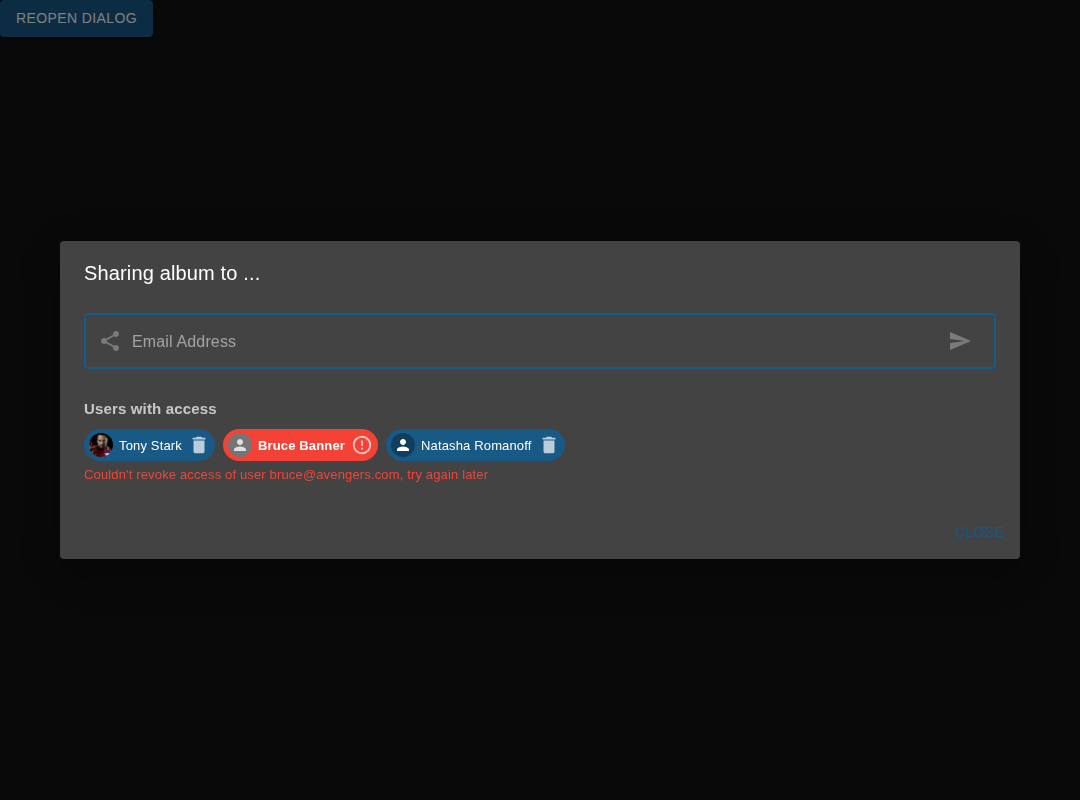 REOPEN DIALOG
Sharing album to ...
Email Address
Users with access
Tony Stark Bruce Banner Natasha Romanoff
Couldn't revoke access of user bruce@avengers.com, try again later
CLOSE